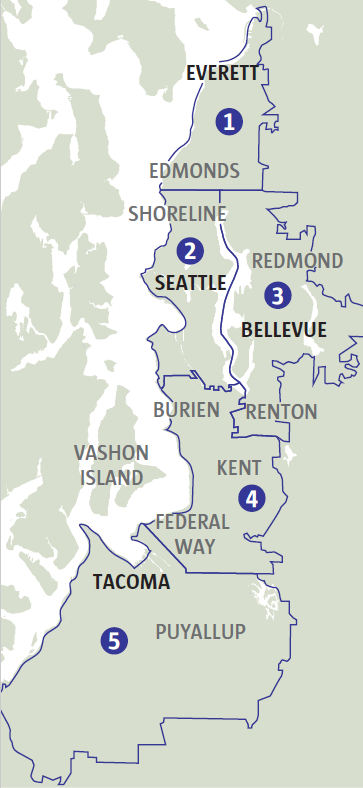 EVERETT
1
EDMONDS
SHORELINE
2
REDMOND
SEATTLE
3
BELLEVUE
BURIEN
RENTON
VASHON
ISLAND
KENT
4
FEDERAL
WAY
TACOMA
5
PUYALLUP